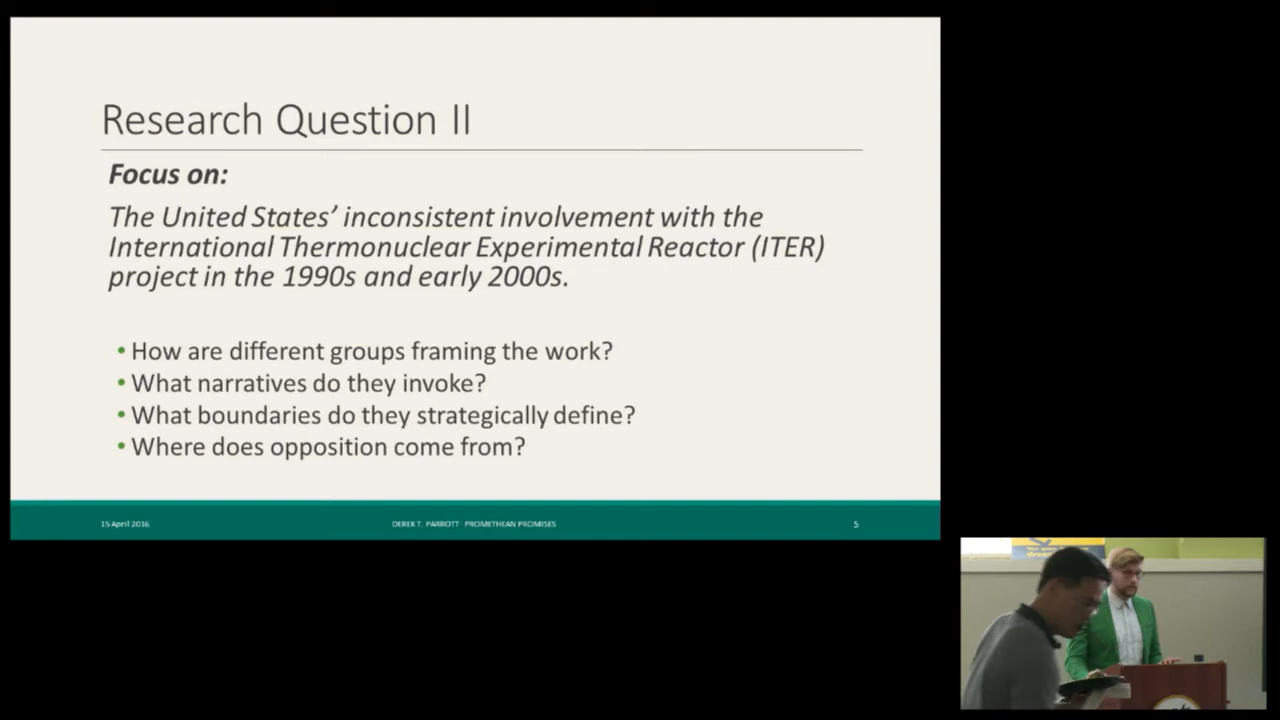 Research Question II
Focus on:
The United States’ inconsistent involvement with the
International Thermonuclear Experimental Reactor (ITER)
project in the 1990s and early 2000s.
• How are different groups framing the work?
• What narratives do they invoke?
• What boundaries do they strategically define?
• Where does opposition come from?
15 April 2016
DEREK T. PARROTT PROMETHEAN PROMISES
5